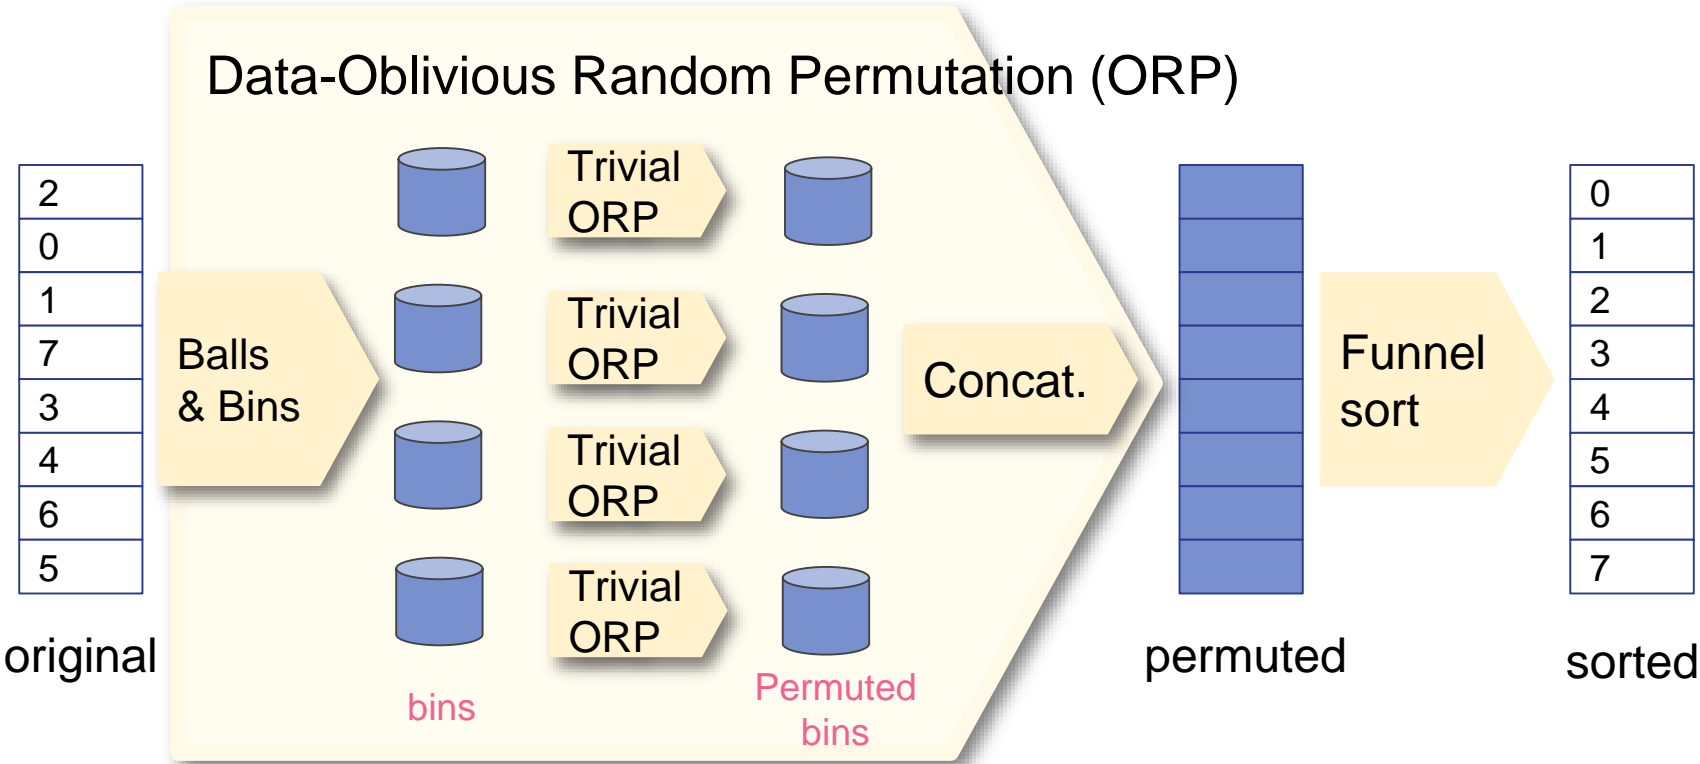 Data-Oblivious Random Permutation (ORP)
2
0
1
7
3
4
6
5
original
Balls
& Bins
bins
Trivial
ORP
Trivial
ORP
Trivial
ORP
Trivial
ORP
Permuted
bins
Concat.
permuted
Funnel
sort
0
1
2
3
4
5
6
7
sorted